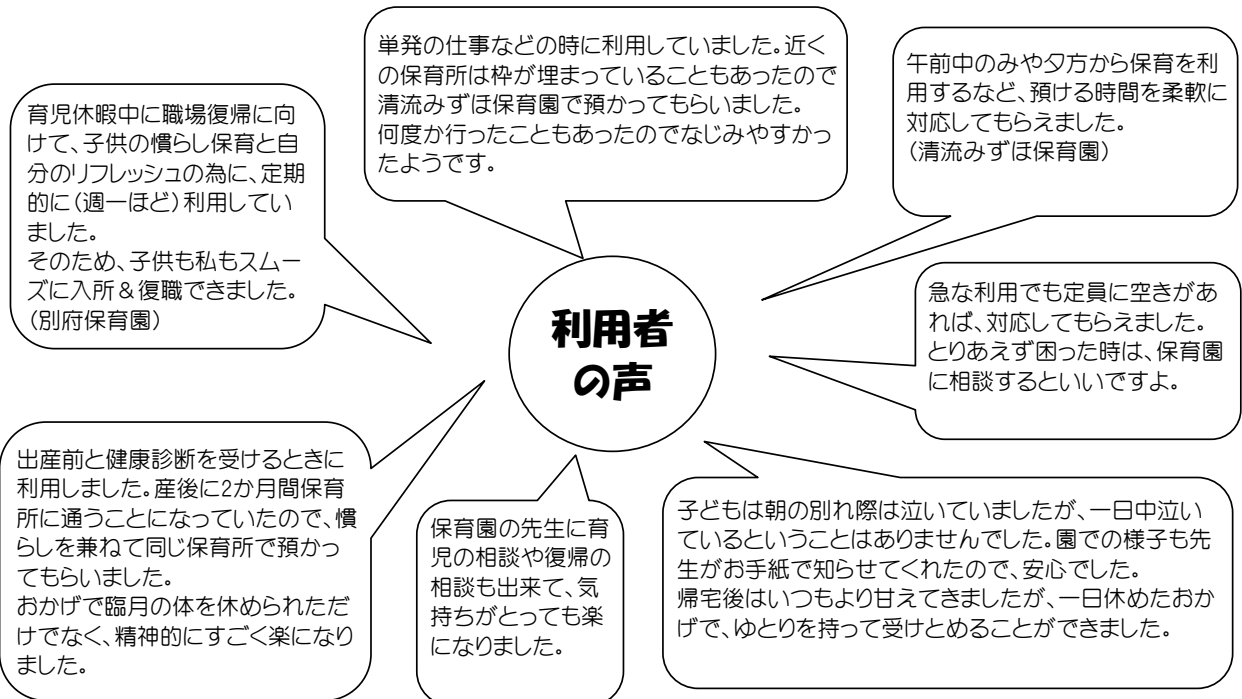 単発の仕事などの時に利用していました。近く
の保育所は枠が埋まっていることもあったので
清流みずほ保育園で預かってもらいました。
何度か行ったこともあったのでなじみやすかっ
たようです。
午前中のみや夕方から保育を利
用するなど、預ける時間を柔軟に
対応してもらえました。
(清流みずほ保育園)
育児休暇中に職場復帰に向
けて、子供の慣らし保育と自
分のリフレッシュの為に、定期
的に(週一ほど)利用してい
ました。
そのため、子供も私もスムー
ズに入所&復職できました。
(別府保育園)
利用者
の声
急な利用でも定員に空きがあ
れば、対応してもらえました。
とりあえず困った時は、保育園
に相談するといいですよ。
出産前と健康診断を受けるときに
利用しました。産後に2か月間保育
所に通うことになっていたので、慣
らしを兼ねて同じ保育所で預かっ
てもらいました。
おかげで臨月の体を休められただ
けでなく、精神的にすごく楽になり
ました。
保育園の先生に育
児の相談や復帰の
相談も出来て、気
持ちがとっても楽
になりました。
子どもは朝の別れ際は泣いていましたが、一日中泣い
ているということはありませんでした。園での様子も先
生がお手紙で知らせてくれたので、安心でした。
帰宅後はいつもより甘えてきましたが、一日休めたおか
げで、ゆとりを持って受けとめることができました。